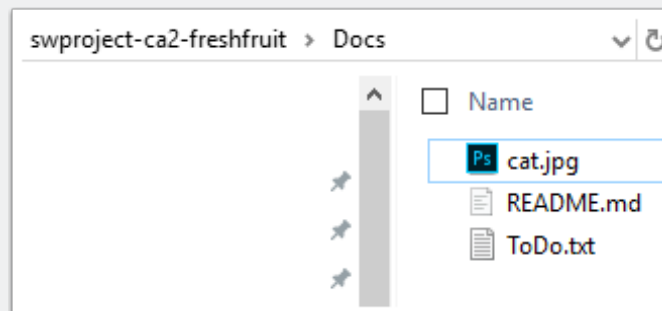 swproject-ca2-freshfruit > Docs
Name
Ps cat.jpg
README.md
ToDo.txt